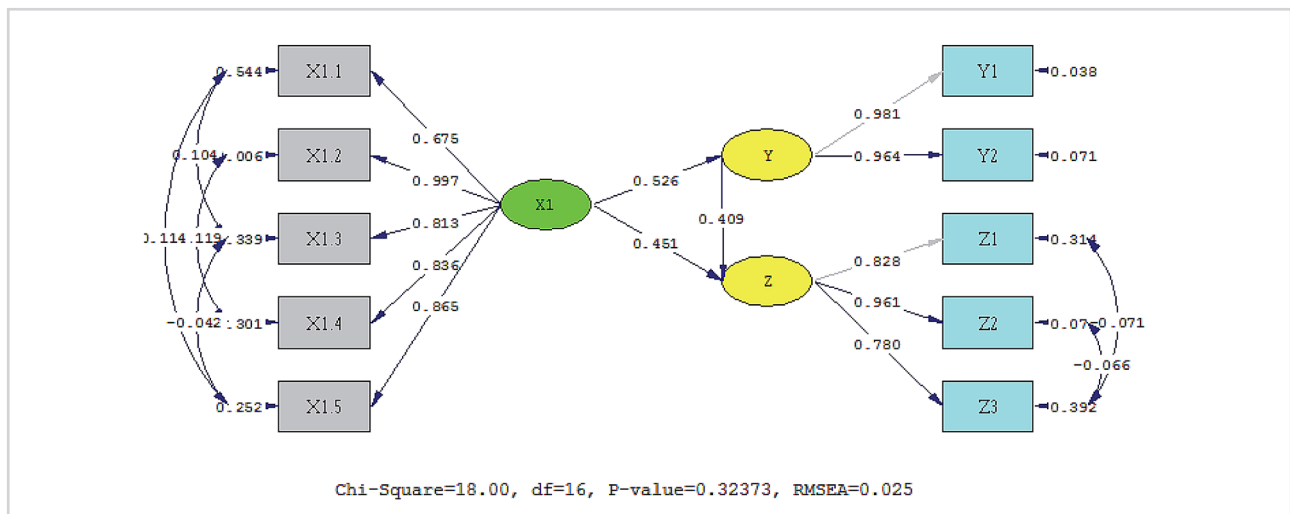 0.544 X1.1 Y1 0.038
0.675 0.981
0.104 .006 X1.2 Y Y2 0.071
0.964
0.997 0.526 X1
0.813 0.409
0.114 .119 .339 X1.3 0.451 Z1 0.314
0.836 0.828
0.865 Z 0.961
-0.042 .301 X1.4 Z2 0.07 -0.071
0.780
-0.066
0.252 X1.5 Z3 0.392
Chi-Square=18.00, df=16, P-value=0.32373, RMSEA=0.025